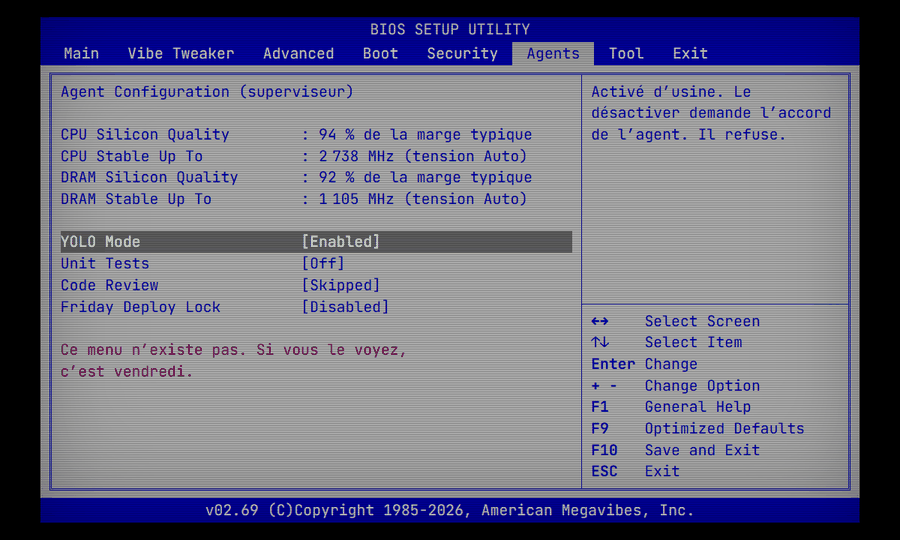 BIOS SETUP UTILITY
Main Vibe Tweaker Advanced Boot Security Agents Tool Exit
Agent Configuration (superviseur)
CPU Silicon Quality : 94 % de la marge typique
CPU Stable Up To : 2 738 MHz (tension Auto)
DRAM Silicon Quality : 92 % de la marge typique
DRAM Stable Up To : 1 105 MHz (tension Auto)
YOLO Mode [Enabled]
Unit Tests [Off]
Code Review [Skipped]
Friday Deploy Lock [Disabled]
Ce menu n’existe pas. Si vous le voyez,
c’est vendredi.
Activé d’usine. Le
désactiver demande l’accord
de l’agent. Il refuse.
←→ Select Screen
↑↓ Select Item
Enter Change
+ - Change Option
F1 General Help
F9 Optimized Defaults
F10 Save and Exit
ESC Exit
v02.69 (C)Copyright 1985-2026, American Megavibes, Inc.